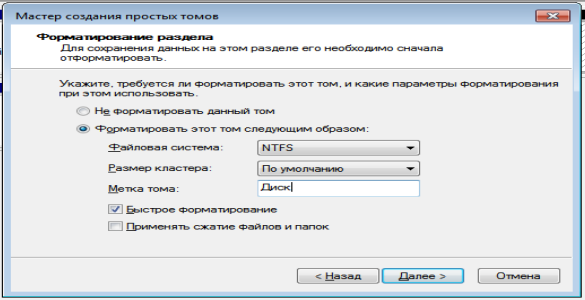 Мастер создания простых томов
Форматирование раздела
Для сохранения данных на этом разделе его необходимо сначала
отформатировать.
Укажите, требуется ли форматировать этот том, и какие параметры форматирования
при этом использовать.
Не форматировать данный том
Форматировать этот том следующим образом:
Файловая система: NTFS
Размер кластера: По умолчанию
Метка тома: Диск
Быстрое форматирование
Применять сжатие файлов и папок
< Назад Далее > Отмена